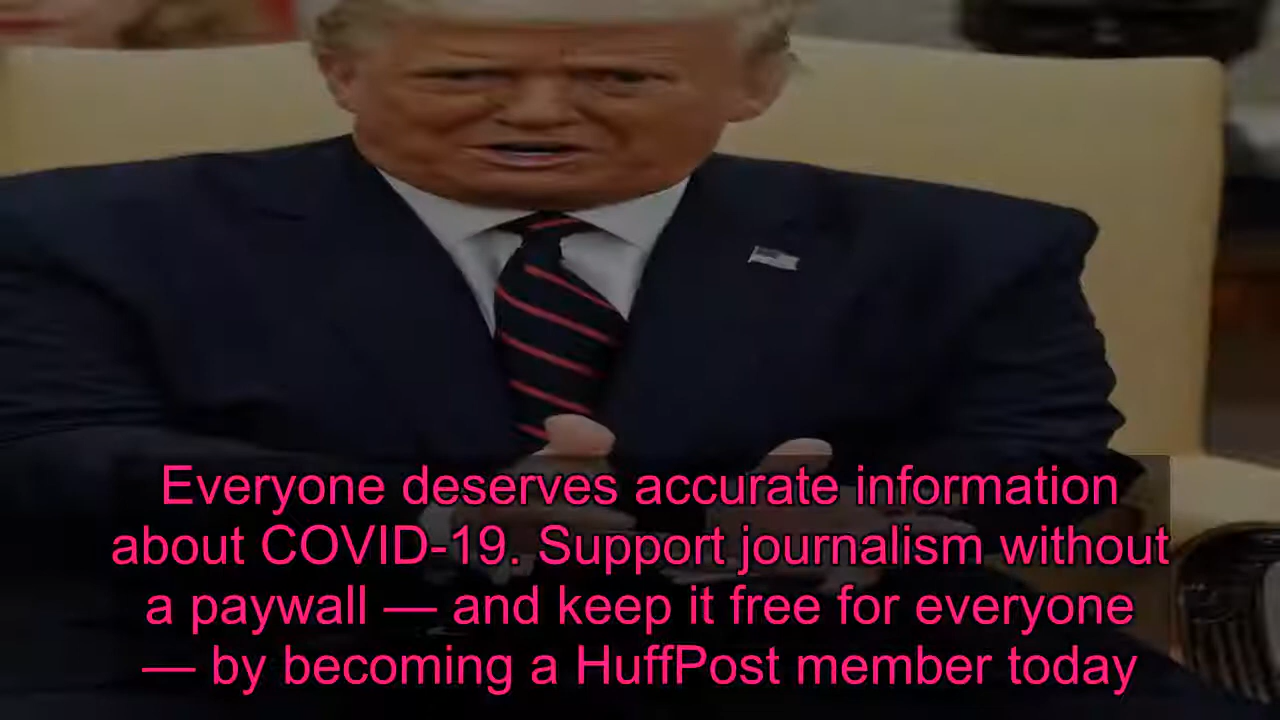 Everyone deserves accurate information
about COVID-19. Support journalism without
a paywall — and keep it free for everyone
— by becoming a HuffPost member today